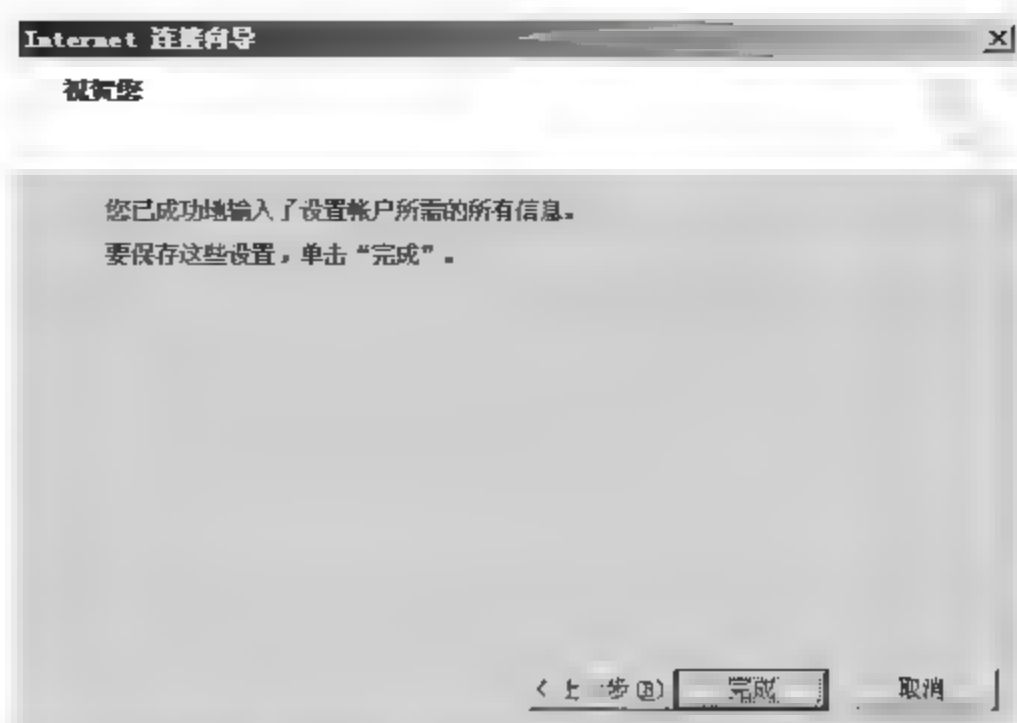 Internet 连接向导
祝贺您
您已成功地输入了设置帐户所需的所有信息。
要保存这些设置，单击“完成”。
< 上一步(B)
完成
取消